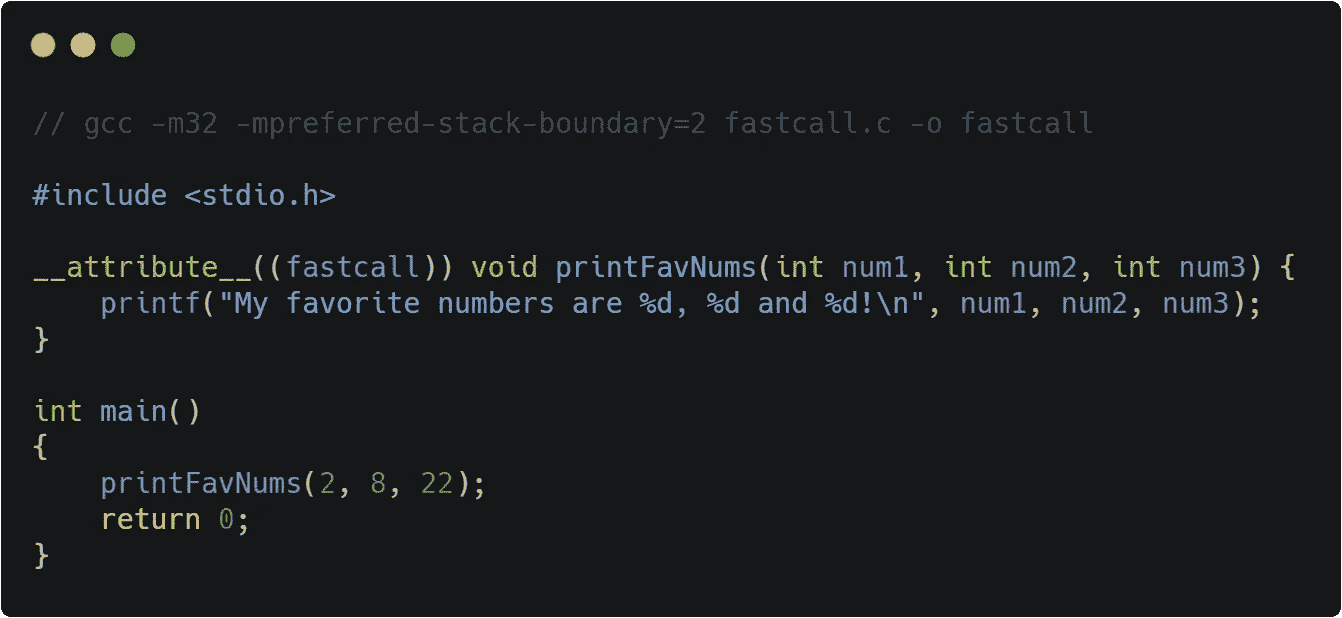 // gcc -m32 -mpreferred-stack-boundary=2 fastcall.c -o fastcall
#include <stdio.h>
__attribute__((fastcall)) void printFavNums(int num1, int num2, int num3) {
    printf("My favorite numbers are %d, %d and %d!\n", num1, num2, num3);
}
int main()
{
    printFavNums(2, 8, 22);
    return 0;
}